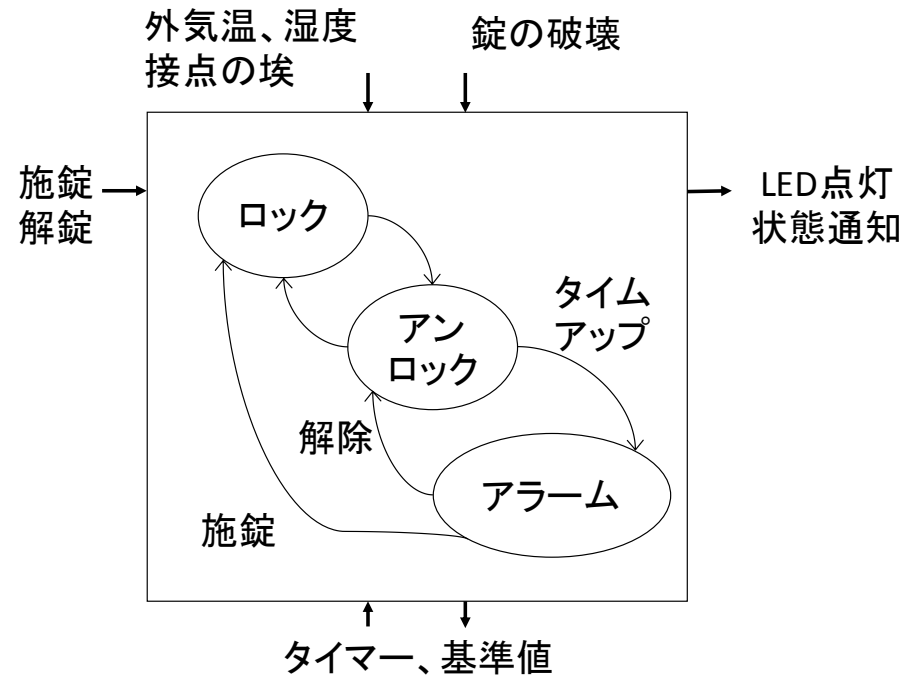 外気温、湿度
接点の埃
錠の破壊
施錠
解錠
LED点灯
状態通知
ロック
アン
ロック
タイム
アップ
解除
アラーム
施錠
タイマー、基準値